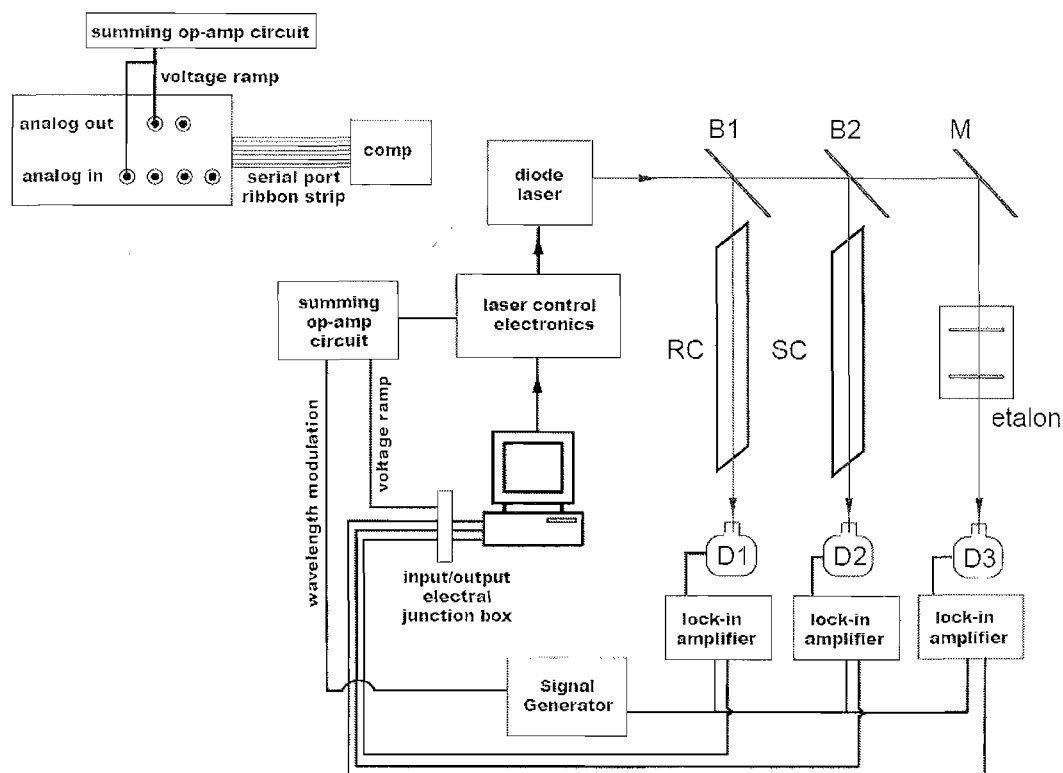 summing op-amp circuit
voltage ramp
analog out
analog in
serial port
ribbon strip
comp
diode
laser
B1
B2
M
summing
op-amp
circuit
laser control
electronics
RC
SC
etalon
wavelength modulation
voltage ramp
input/output
electral
junction box
D1
D2
D3
lock-in
amplifier
lock-in
amplifier
lock-in
amplifier
Signal
Generator